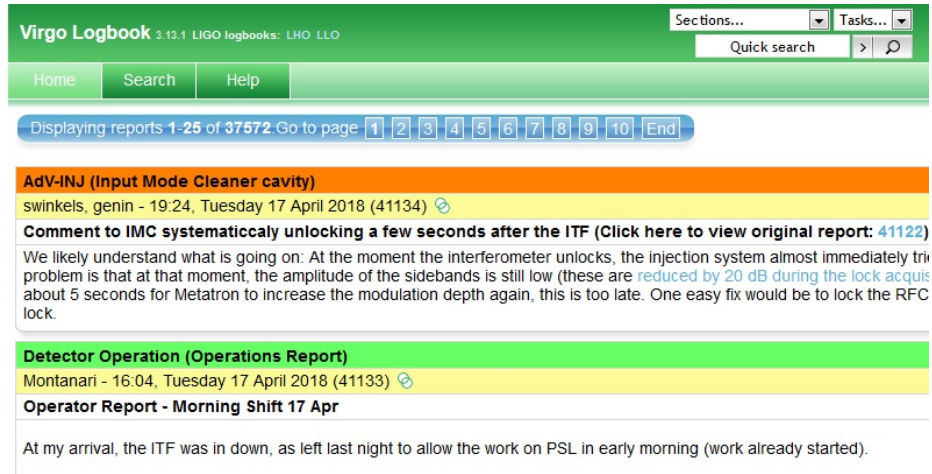 Virgo Logbook 3.13.1 LIGO logbooks: LHO LLO
Sections... Tasks...
Quick search >
Home Search Help
Displaying reports 1-25 of 37572.Go to page 1 2 3 4 5 6 7 8 9 10 End
AdV-INJ (Input Mode Cleaner cavity)
swinkels, genin - 19:24, Tuesday 17 April 2018 (41134)
Comment to IMC systematiccaly unlocking a few seconds after the ITF (Click here to view original report: 41122)
We likely understand what is going on: At the moment the interferometer unlocks, the injection system almost immediately trie
problem is that at that moment, the amplitude of the sidebands is still low (these are reduced by 20 dB during the lock acquis
about 5 seconds for Metatron to increase the modulation depth again, this is too late. One easy fix would be to lock the RFC
lock.
Detector Operation (Operations Report)
Montanari - 16:04, Tuesday 17 April 2018 (41133)
Operator Report - Morning Shift 17 Apr
At my arrival, the ITF was in down, as left last night to allow the work on PSL in early morning (work already started).